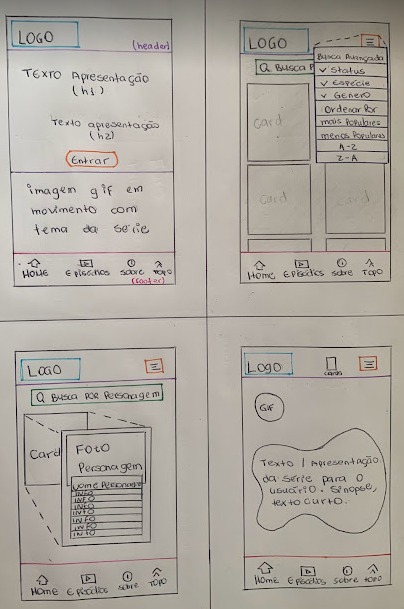 LOGO
(header)
Texto Apresentação
(h1)
Texto apresentação
(h2)
Entrar
imagem gif em
movimento com
tema da série
Home Episódios Sobre Topo
(footer)
LOGO
Busca P
Busca Avançada
✓ Status
✓ Espécie
✓ Genero
Ordenar Por
mais Populares
menos Populares
A-Z
Z-A
card
card
card
Home Episódios sobre Topo
LOGO
Q Busca por Personagem
Card
Foto
Personagem
Nome Personagem
INFO
INFO
INFO
INFO
INFO
INFO
Home Episódios Sobre Topo
Logo
cards
GIF
Texto / Apresentação
da série para o
usuário. Sinopse,
texto curto.
Home Episódios sobre Topo